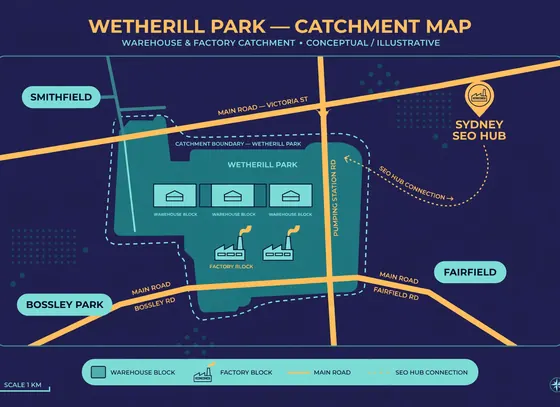 WETHERILL PARK — CATCHMENT MAP
WAREHOUSE & FACTORY CATCHMENT • CONCEPTUAL / ILLUSTRATIVE
SMITHFIELD
MAIN ROAD — VICTORIA ST
SYDNEY
SEO HUB
CATCHMENT BOUNDARY — WETHERILL PARK
WETHERILL PARK
PUMPING STATION RD
SEO HUB CONNECTION →
WAREHOUSE BLOCK
WAREHOUSE BLOCK
WAREHOUSE BLOCK
FACTORY BLOCK
FAIRFIELD
MAIN ROAD
FAIRFIELD RD
MAIN ROAD
BOSSLEY RD
BOSSLEY PARK
WAREHOUSE BLOCK
FACTORY BLOCK
MAIN ROAD
SEO HUB CONNECTION
SCALE 1 KM